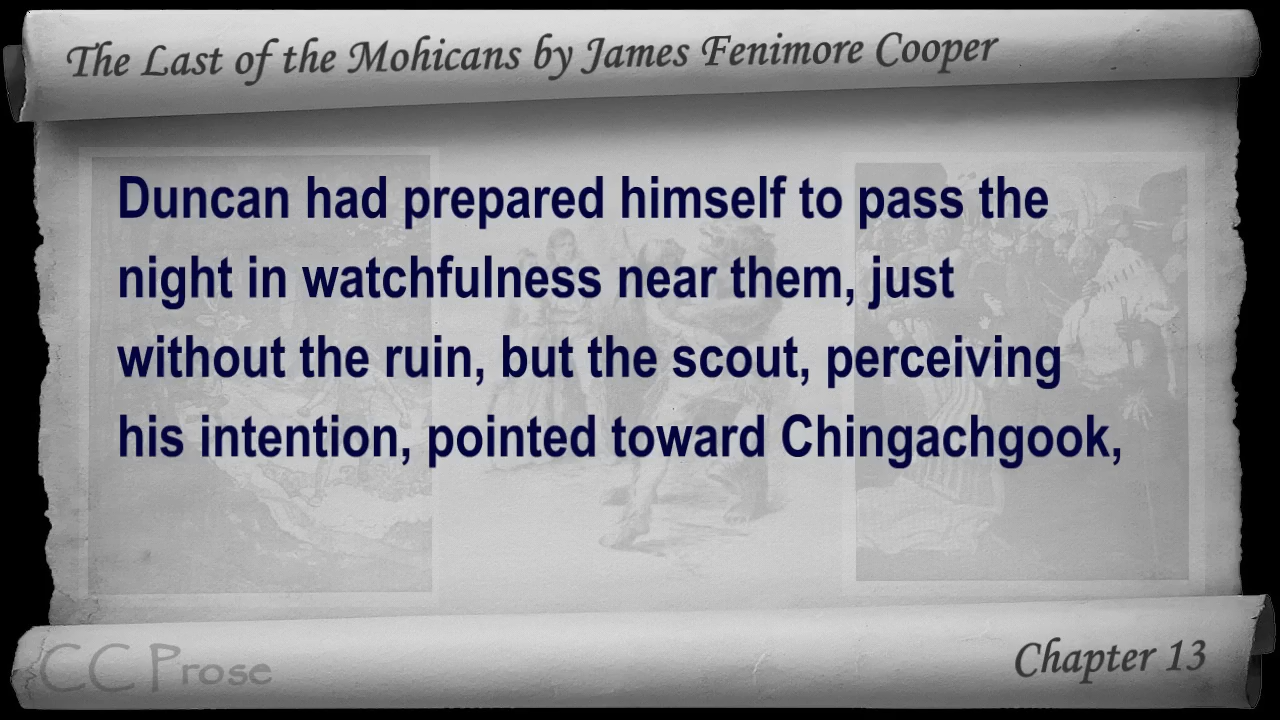 The Last of the Mohicans by James Fenimore Cooper
Duncan had prepared himself to pass the
night in watchfulness near them, just
without the ruin, but the scout, perceiving
his intention, pointed toward Chingachgook,
CC Prose
Chapter 13